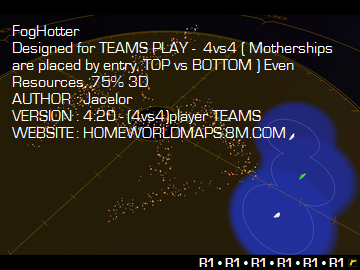 FogHotter
Designed for TEAMS PLAY - 4vs4 ( Motherships
are placed by entry, TOP vs BOTTOM ) Even
Resources, 75% 3D,
AUTHOR : Jacelor
VERSION : 4.20 - (4vs4)player TEAMS
WEBSITE : HOMEWORLDMAPS.8M.COM
R1 • R1 • R1 • R1 • R1 • R1 r